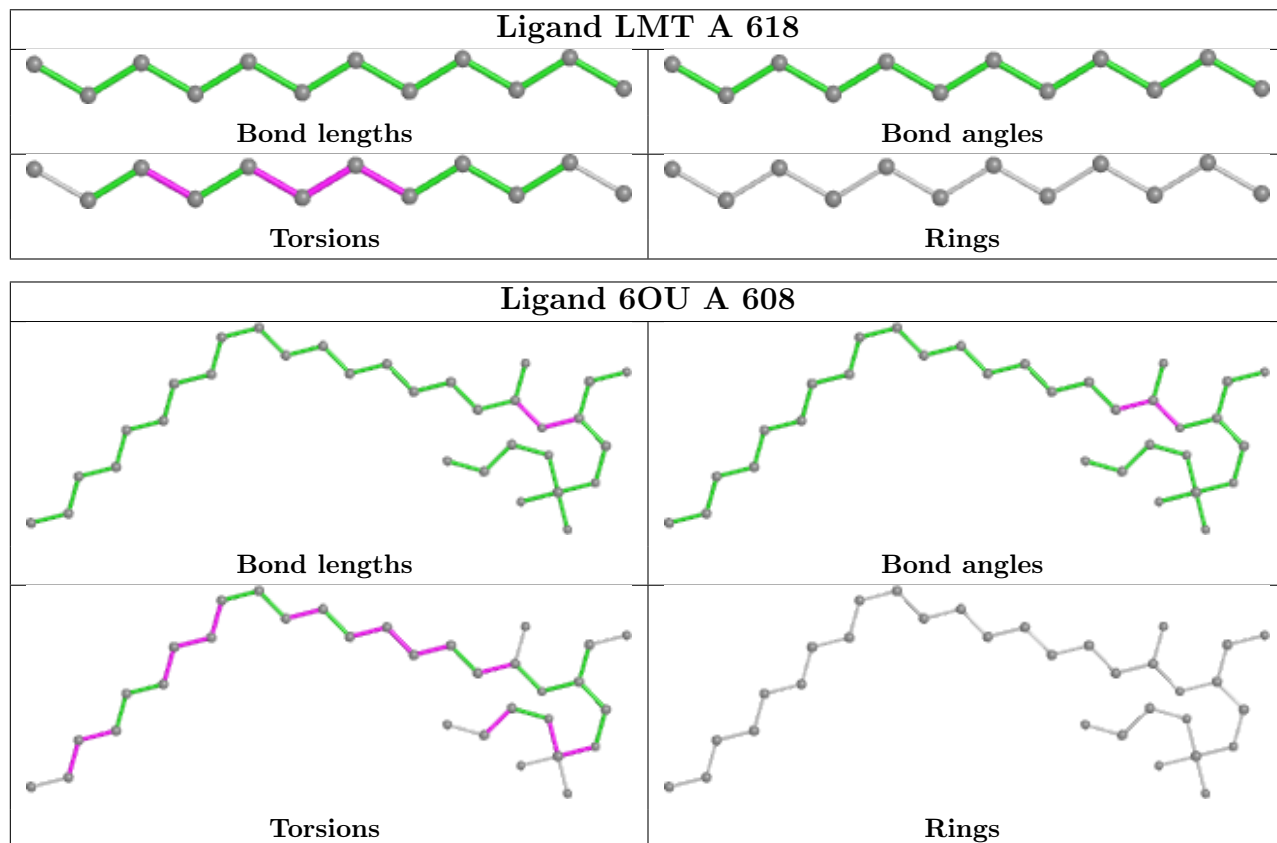 Ligand LMT A 618
Bond lengths
Bond angles
Torsions
Rings
Ligand 6OU A 608
Bond lengths
Bond angles
Torsions
Rings